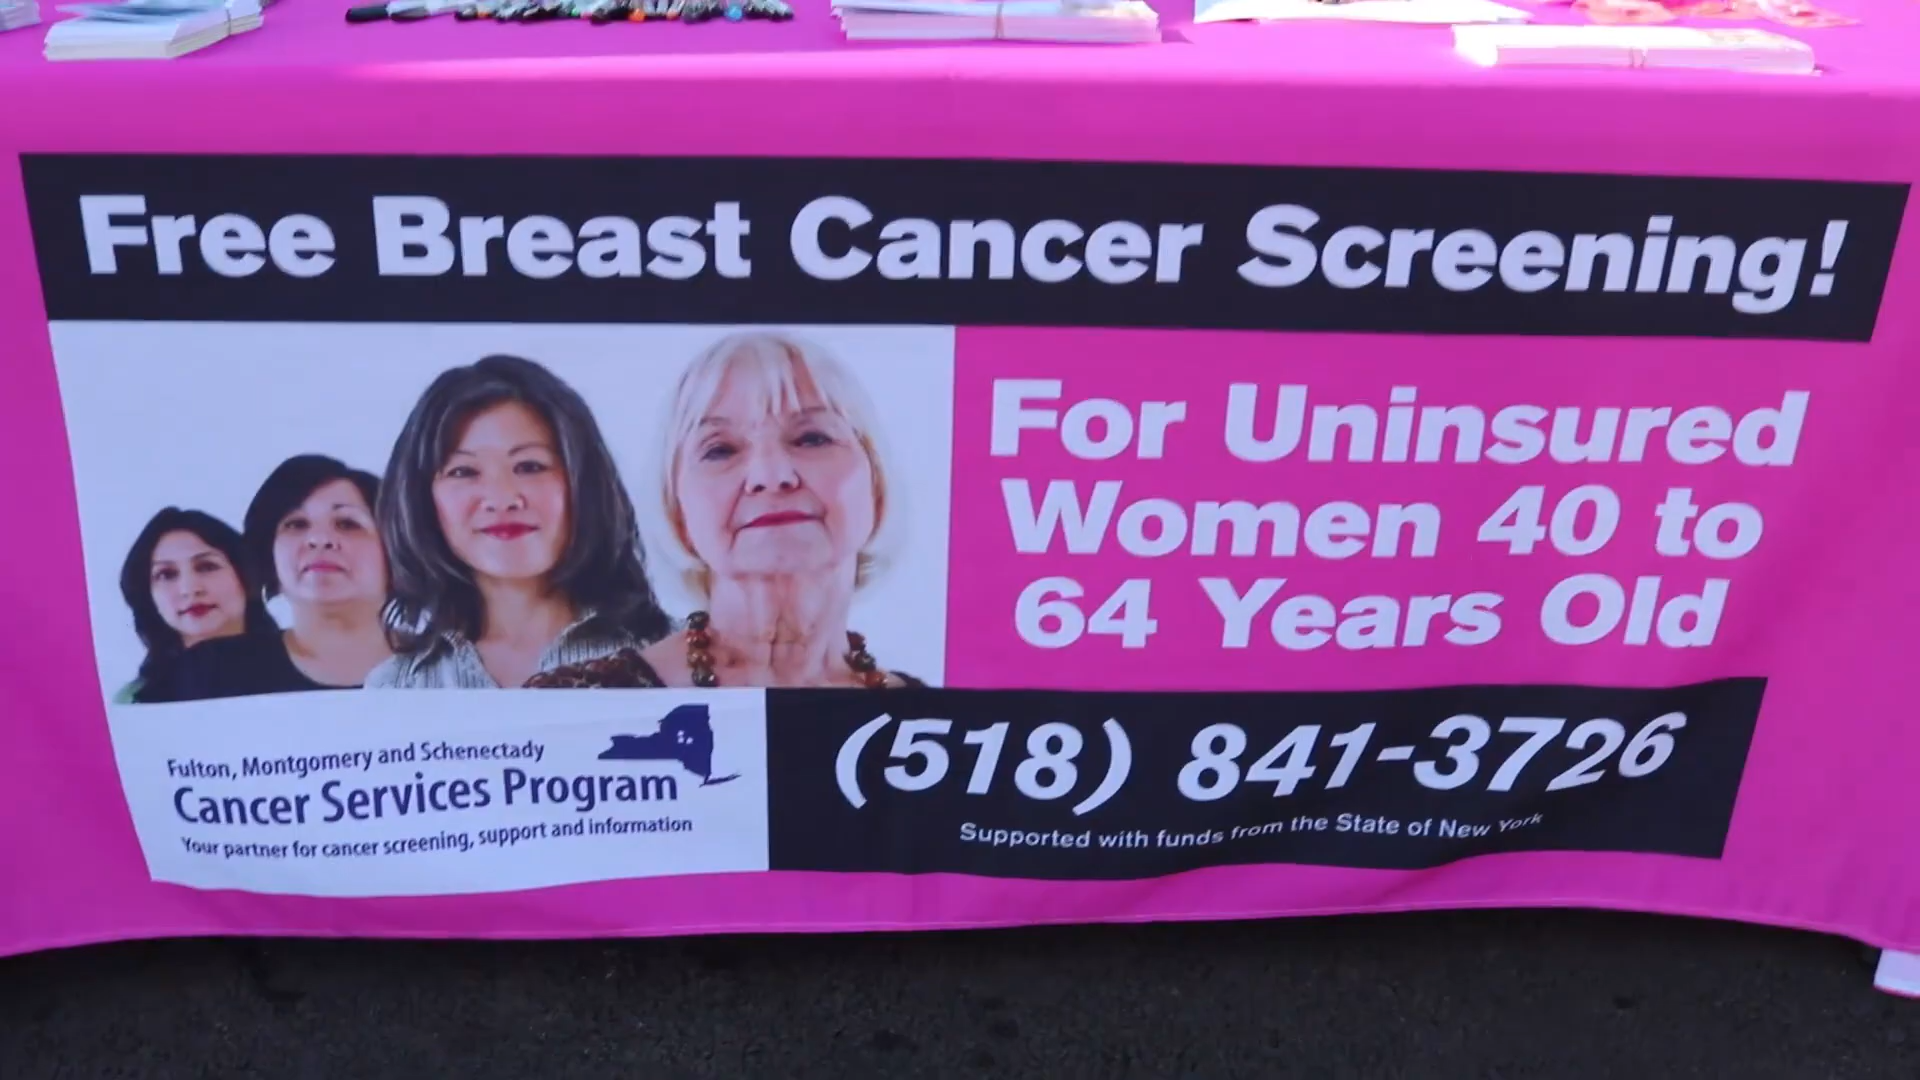 Free Breast Cancer Screening!
For Uninsured
Women 40 to
64 Years Old
Fulton, Montgomery and Schenectady
Cancer Services Program
Your partner for cancer screening, support and information
(518) 841-3726
Supported with funds from the State of New York